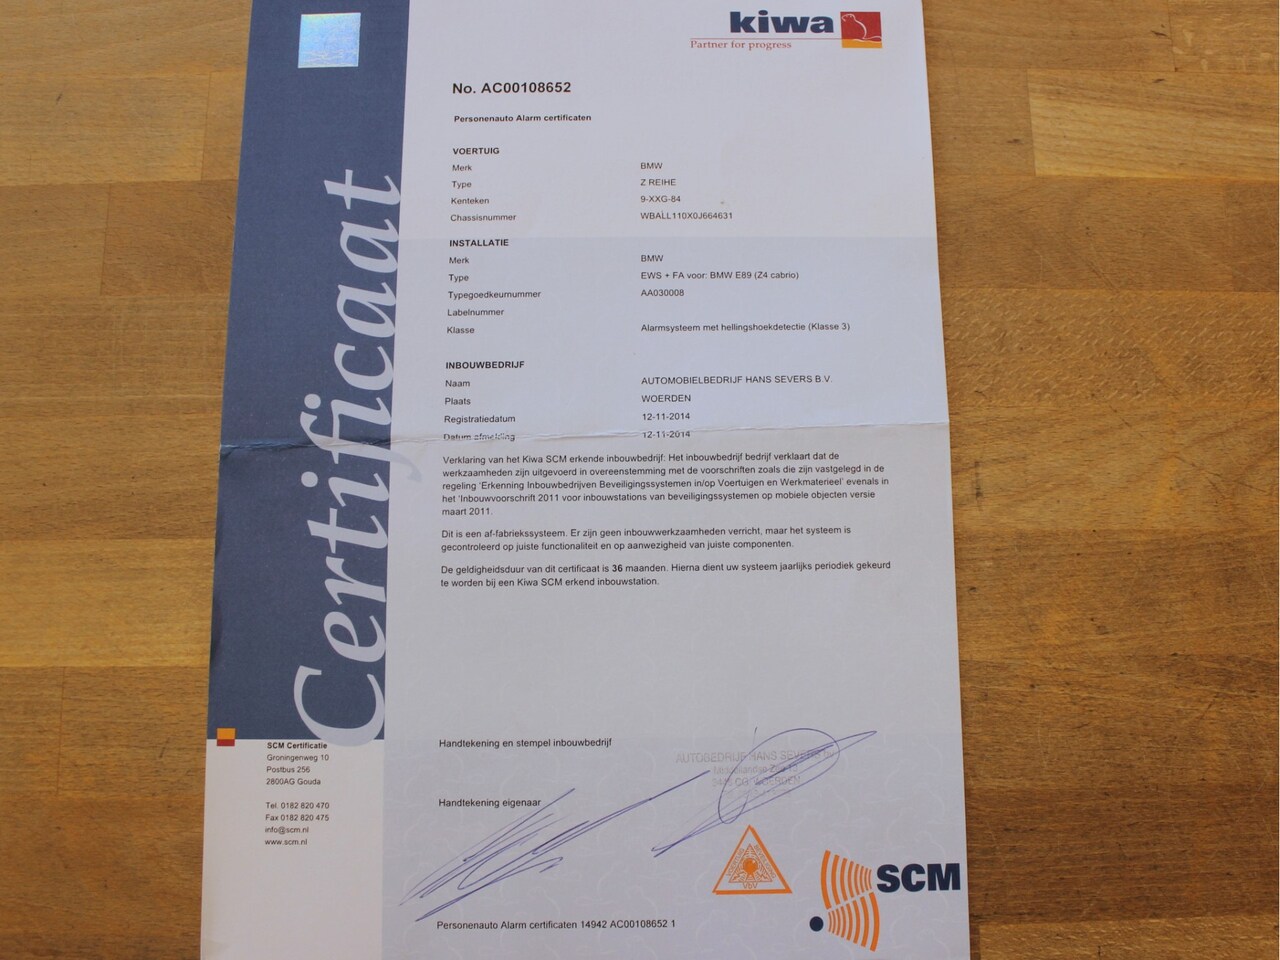 kiwa
Partner for progress
Certificaat
No. AC00108652
Personenauto Alarm certificaten
VOERTUIG
Merk BMW
Type Z REIHE
Kenteken 9-XXG-84
Chassisnummer WBALL110X0J664631
INSTALLATIE
Merk BMW
Type EWS + FA voor: BMW E89 (Z4 cabrio)
Typegoedkeurnummer AA030008
Labelnummer
Klasse Alarmsysteem met hellingshoekdetectie (Klasse 3)
INBOUWBEDRIJF
Naam AUTOMOBIELBEDRIJF HANS SEVERS B.V.
Plaats WOERDEN
Registratiedatum 12-11-2014
Datum afmelding 12-11-2014
Verklaring van het Kiwa SCM erkende inbouwbedrijf: Het inbouwbedrijf bedrijf verklaart dat de
werkzaamheden zijn uitgevoerd in overeenstemming met de voorschriften zoals die zijn vastgelegd in de
regeling 'Erkenning Inbouwbedrijven Beveiligingssystemen in/op Voertuigen en Werkmaterieel' evenals in
het 'Inbouwvoorschrift 2011 voor inbouwstations van beveiligingssystemen op mobiele objecten versie
maart 2011.
Dit is een af-fabriekssysteem. Er zijn geen inbouwwerkzaamheden verricht, maar het systeem is
gecontroleerd op juiste functionaliteit en op aanwezigheid van juiste componenten.
De geldigheidsduur van dit certificaat is 36 maanden. Hierna dient uw systeem jaarlijks periodiek gekeurd
te worden bij een Kiwa SCM erkend inbouwstation.
SCM Certificatie
Groningenweg 10
Postbus 256
2800AG Gouda
Tel. 0182 820 470
Fax 0182 820 475
info@scm.nl
www.scm.nl
Handtekening en stempel inbouwbedrijf
AUTOBEDRIJF HANS SEVERS
Handtekening eigenaar
VbV
SCM
Personenauto Alarm certificaten 14942 AC00108652 1